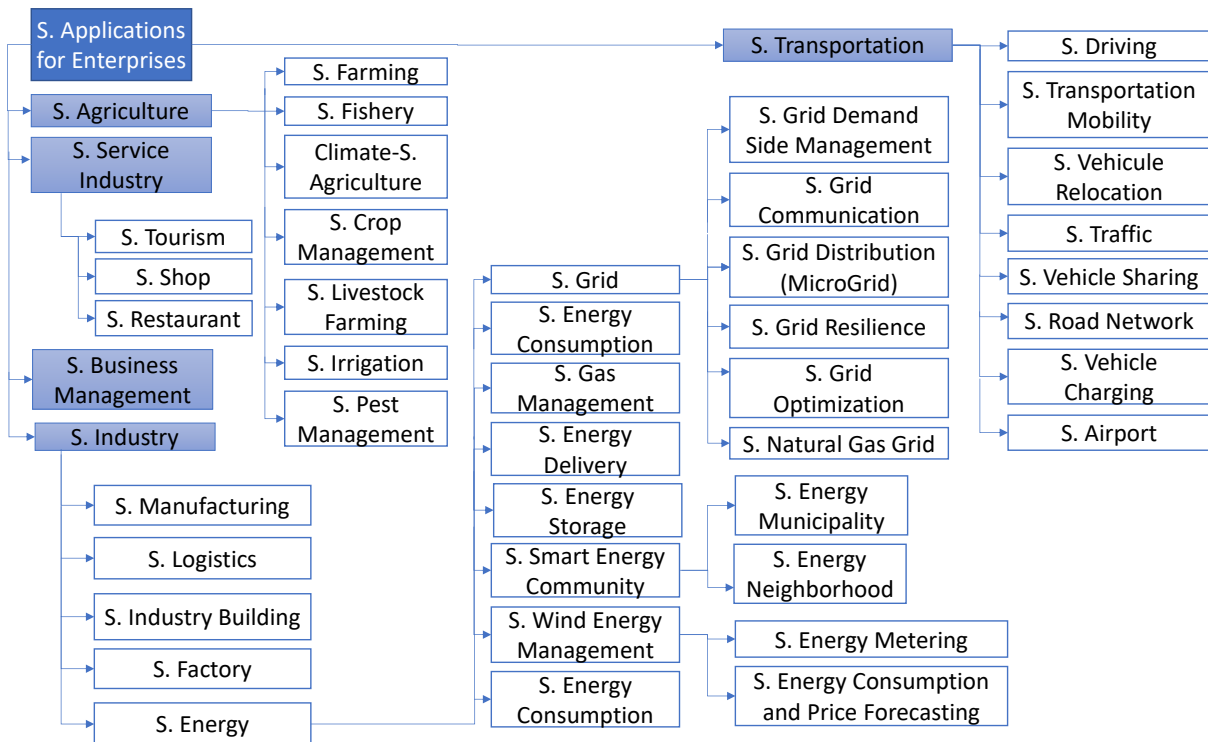 S. Applications
for Enterprises
S. Agriculture
S. Service
Industry
S. Tourism
S. Shop
S. Restaurant
S. Business
Management
S. Industry
S. Manufacturing
S. Logistics
S. Industry Building
S. Factory
S. Energy
S. Farming
S. Fishery
Climate-S.
Agriculture
S. Crop
Management
S. Livestock
Farming
S. Irrigation
S. Pest
Management
S. Grid
S. Energy
Consumption
S. Gas
Management
S. Energy
Delivery
S. Energy
Storage
S. Smart Energy
Community
S. Wind Energy
Management
S. Energy
Consumption
S. Grid Demand
Side Management
S. Grid
Communication
S. Grid Distribution
(MicroGrid)
S. Grid Resilience
S. Grid
Optimization
S. Natural Gas Grid
S. Energy
Municipality
S. Energy
Neighborhood
S. Energy Metering
S. Energy Consumption
and Price Forecasting
S. Transportation
S. Driving
S. Transportation
Mobility
S. Vehicule
Relocation
S. Traffic
S. Vehicle Sharing
S. Road Network
S. Vehicle
Charging
S. Airport